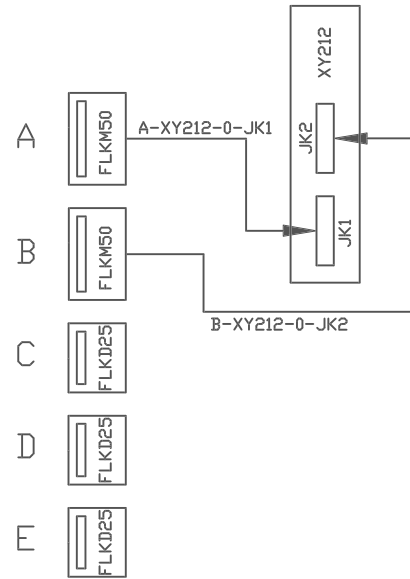 XY212
JK2
JK1
A
FLKM50
A-XY212-0-JK1
B
FLKM50
B-XY212-0-JK2
C
FLKD25
D
FLKD25
E
FLKD25